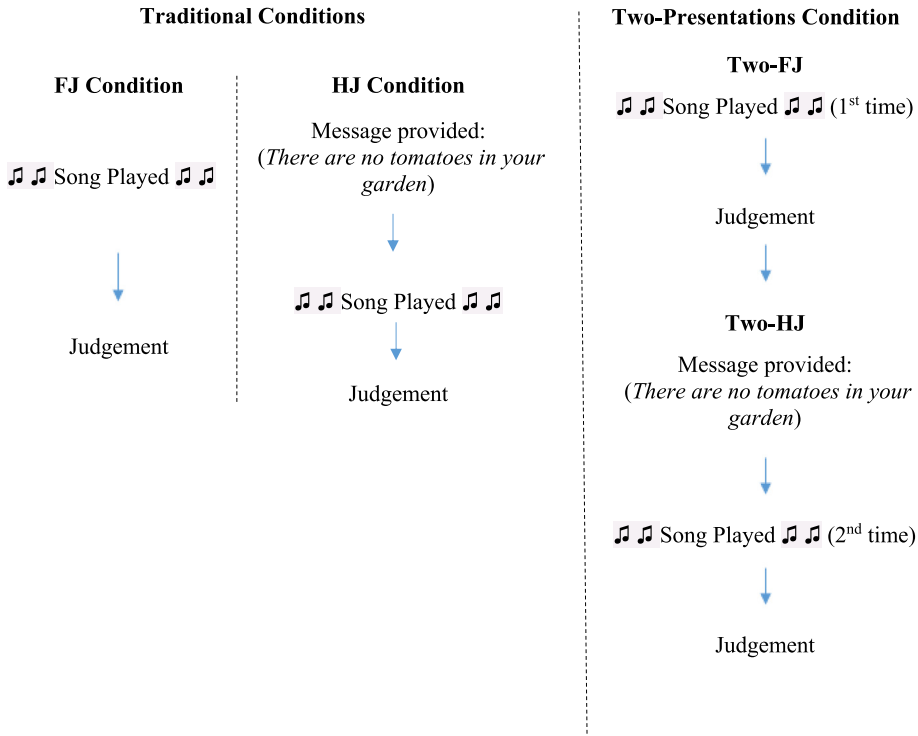 Traditional Conditions
FJ Condition
♫ ♫ Song Played ♫ ♫
Judgement
HJ Condition
Message provided:
(There are no tomatoes in your
garden)
♫ ♫ Song Played ♫ ♫
Judgement
Two-Presentations Condition
Two-FJ
♫ ♫ Song Played ♫ ♫ (1st time)
Judgement
Two-HJ
Message provided:
(There are no tomatoes in your
garden)
♫ ♫ Song Played ♫ ♫ (2nd time)
Judgement